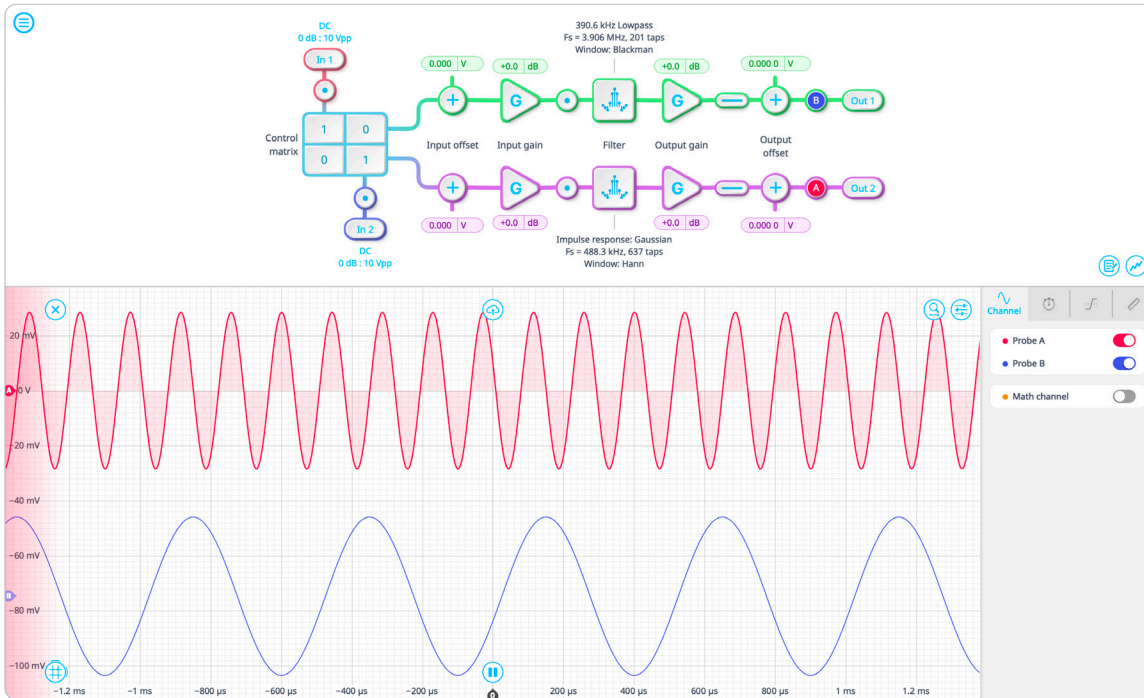 DC
0 dB : 10 Vpp
In 1
390.6 kHz Lowpass
Fs = 3.906 MHz, 201 taps
Window: Blackman
0.000 V
+0.0 dB
+0.0 dB
0.000 0 V
G
G
B
Out 1
Control
matrix
1 0
0 1
Input offset
Input gain
Filter
Output gain
Output
offset
G
G
A
Out 2
0.000 V
+0.0 dB
+0.0 dB
0.000 0 V
In 2
DC
0 dB : 10 Vpp
Impulse response: Gaussian
Fs = 488.3 kHz, 637 taps
Window: Hann
Channel
Probe A
Probe B
Math channel
20 mV
A
0 V
−20 mV
−40 mV
−60 mV
B
−80 mV
−100 mV
−1.2 ms
−1 ms
−800 µs
−600 µs
−400 µs
−200 µs
200 µs
400 µs
600 µs
800 µs
1 ms
1.2 ms